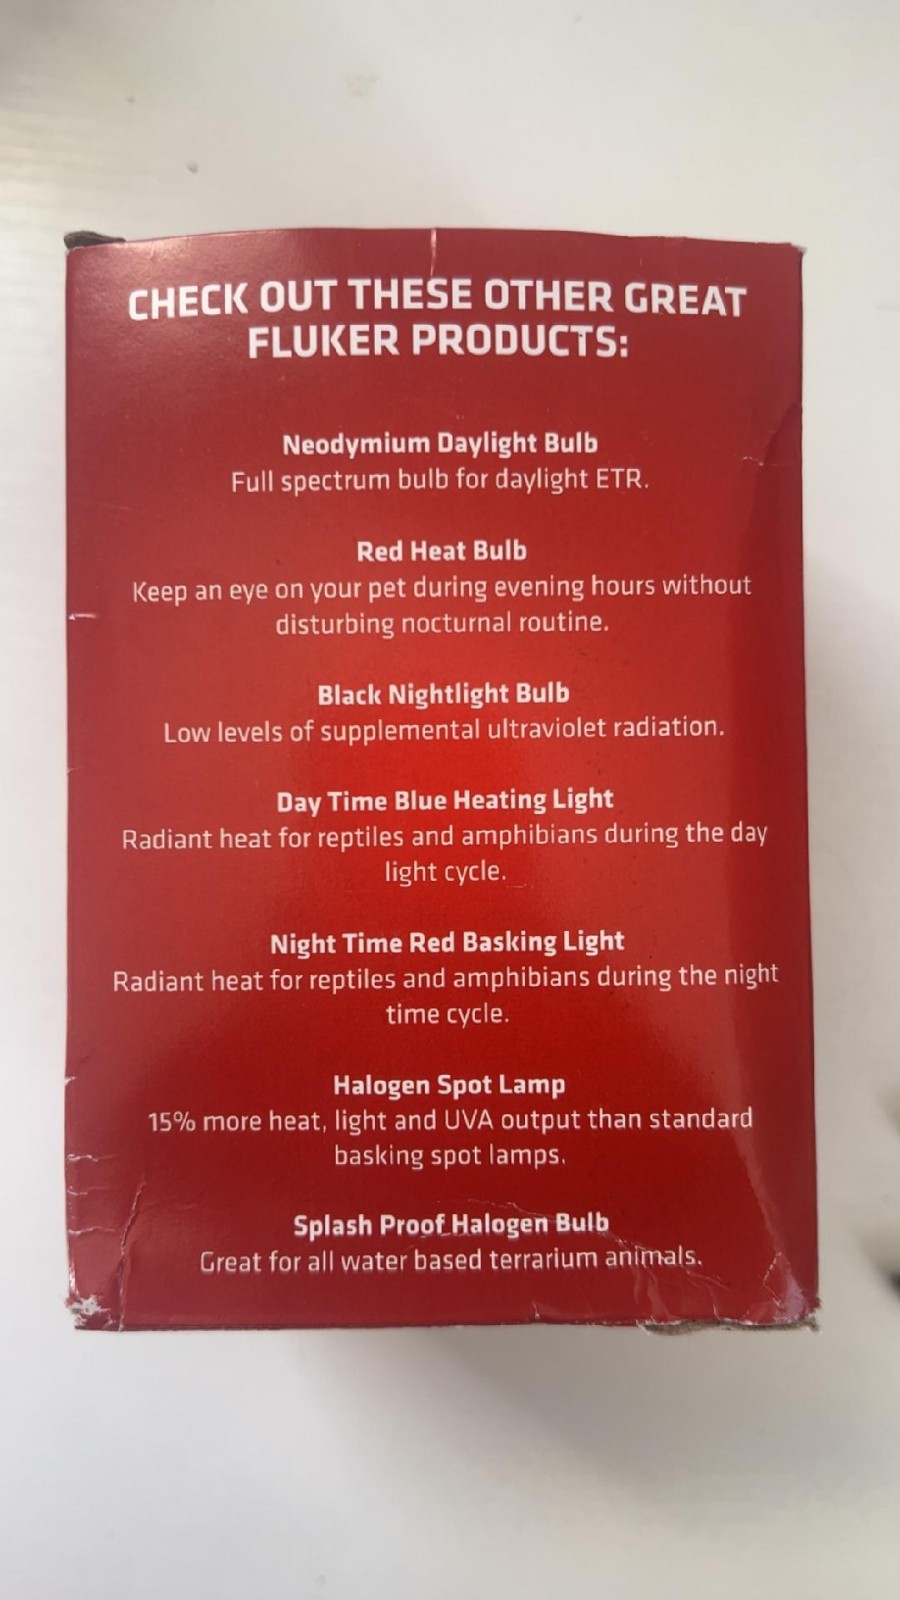 CHECK OUT THESE OTHER GREAT
FLUKER PRODUCTS:
Neodymium Daylight Bulb
Full spectrum bulb for daylight ETR.
Red Heat Bulb
Keep an eye on your pet during evening hours without
disturbing nocturnal routine.
Black Nightlight Bulb
Low levels of supplemental ultraviolet radiation.
Day Time Blue Heating Light
Radiant heat for reptiles and amphibians during the day
light cycle.
Night Time Red Basking Light
Radiant heat for reptiles and amphibians during the night
time cycle.
Halogen Spot Lamp
15% more heat, light and UVA output than standard
basking spot lamps.
Splash Proof Halogen Bulb
Great for all water based terrarium animals.